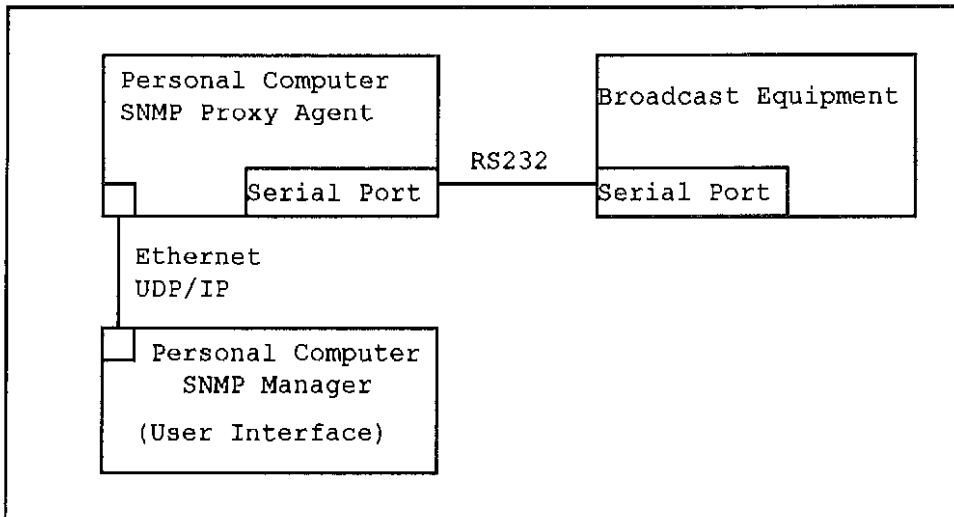 Personal Computer
SNMP Proxy Agent
Serial Port
RS232
Broadcast Equipment
Serial Port
Ethernet
UDP/IP
Personal Computer
SNMP Manager
(User Interface)